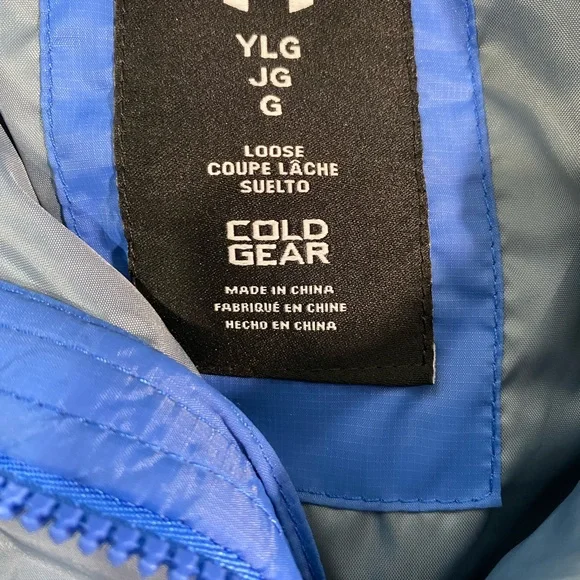 YLG
JG
G
LOOSE
COUPE LÂCHE
SUELTO
COLD
GEAR
MADE IN CHINA
FABRIQUÉ EN CHINE
HECHO EN CHINA